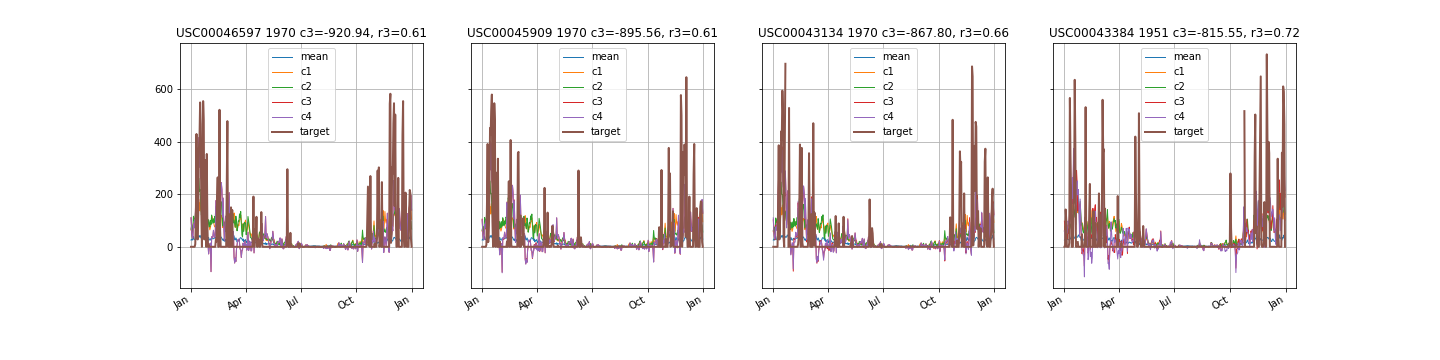 USC00046597 1970 c3=-920.94, r3=0.61
USC00045909 1970 c3=-895.56, r3=0.61
USC00043134 1970 c3=-867.80, r3=0.66
USC00043384 1951 c3=-815.55, r3=0.72
mean
c1
c2
c3
c4
target
mean
c1
c2
c3
c4
target
mean
c1
c2
c3
c4
target
mean
c1
c2
c3
c4
target
600
400
200
0
Jan
Apr
Jul
Oct
Jan
Jan
Apr
Jul
Oct
Jan
Jan
Apr
Jul
Oct
Jan
Jan
Apr
Jul
Oct
Jan